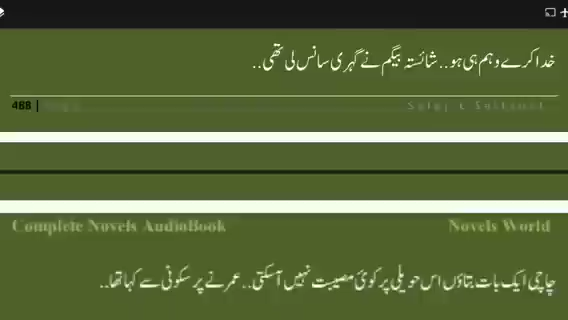 خدا کرے وہم ہی ہو.. شائستہ بیگم نے گہری سانس لی تھی..
488 |
Complete Novels AudioBook Novels World
چاچی ایک بات بتاؤں اس حویلی پر کوئی مصیبت نہیں آسکتی.. عمر نے پر سکونی سے کہا تھا..